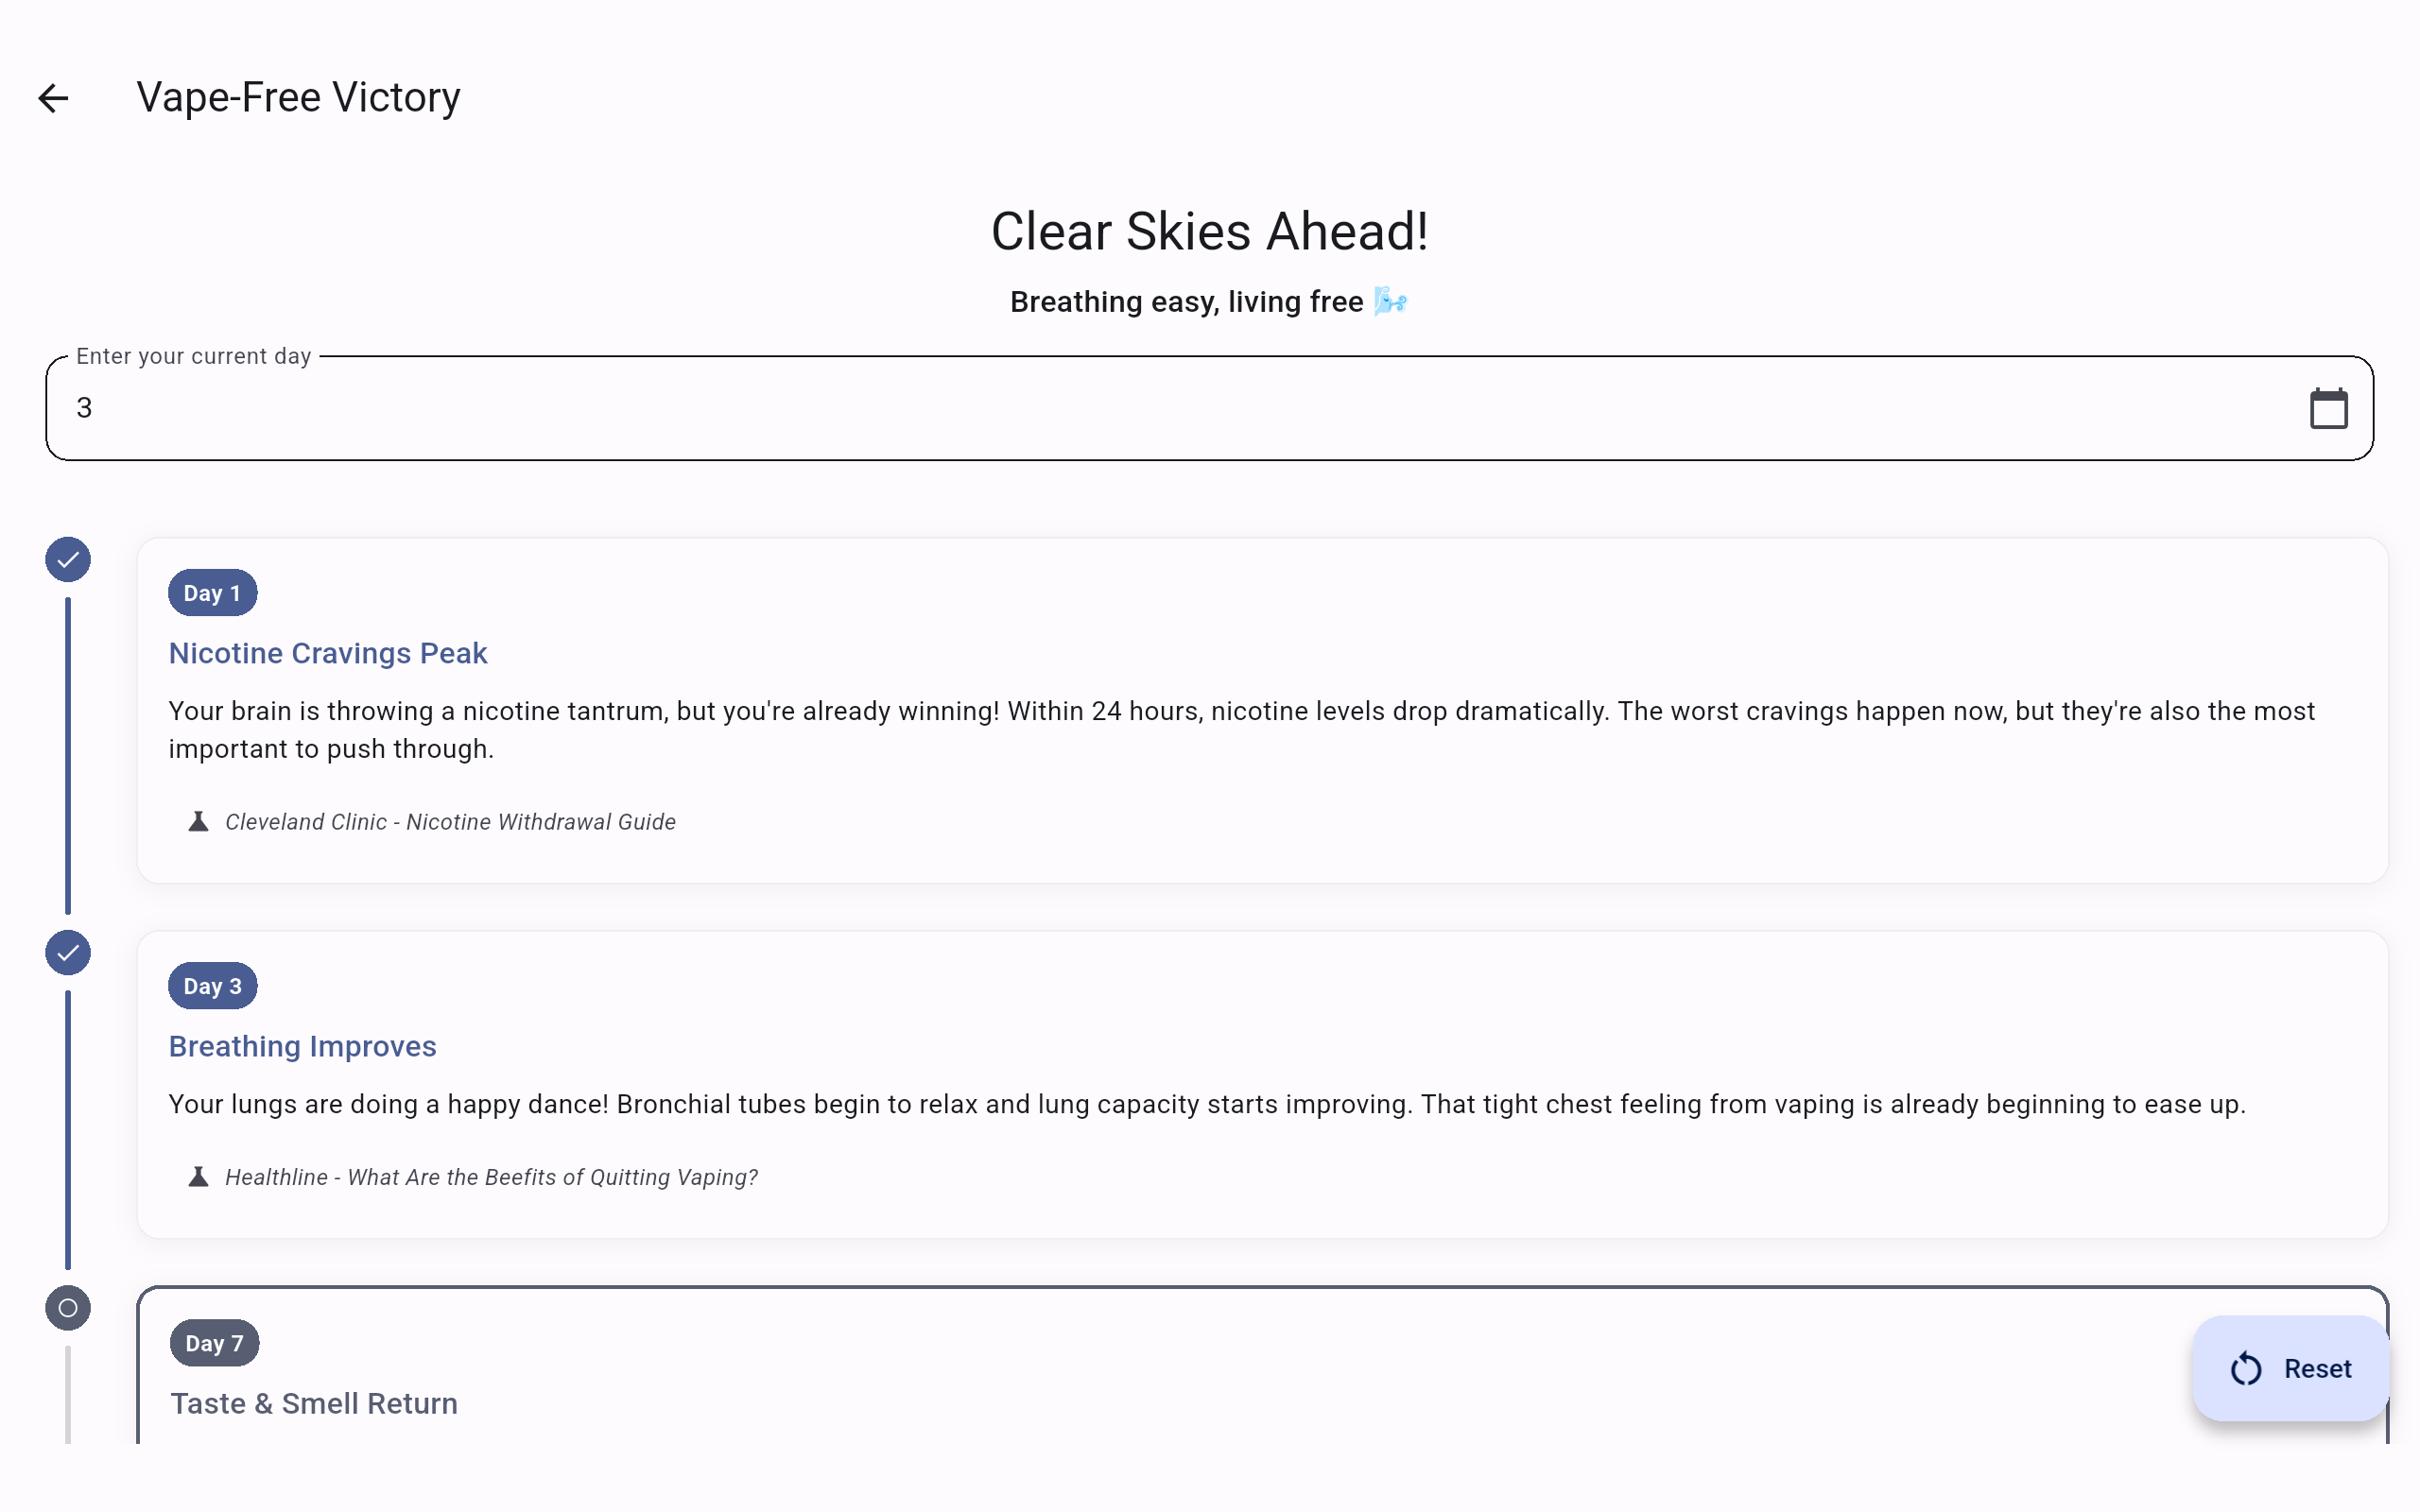 Vape-Free Victory
Clear Skies Ahead!
Breathing easy, living free 🌬️
Enter your current day
3
Day 1
Nicotine Cravings Peak
Your brain is throwing a nicotine tantrum, but you're already winning! Within 24 hours, nicotine levels drop dramatically. The worst cravings happen now, but they're also the most
important to push through.
Cleveland Clinic - Nicotine Withdrawal Guide
Day 3
Breathing Improves
Your lungs are doing a happy dance! Bronchial tubes begin to relax and lung capacity starts improving. That tight chest feeling from vaping is already beginning to ease up.
Healthline - What Are the Beefits of Quitting Vaping?
Day 7
Reset
Taste & Smell Return